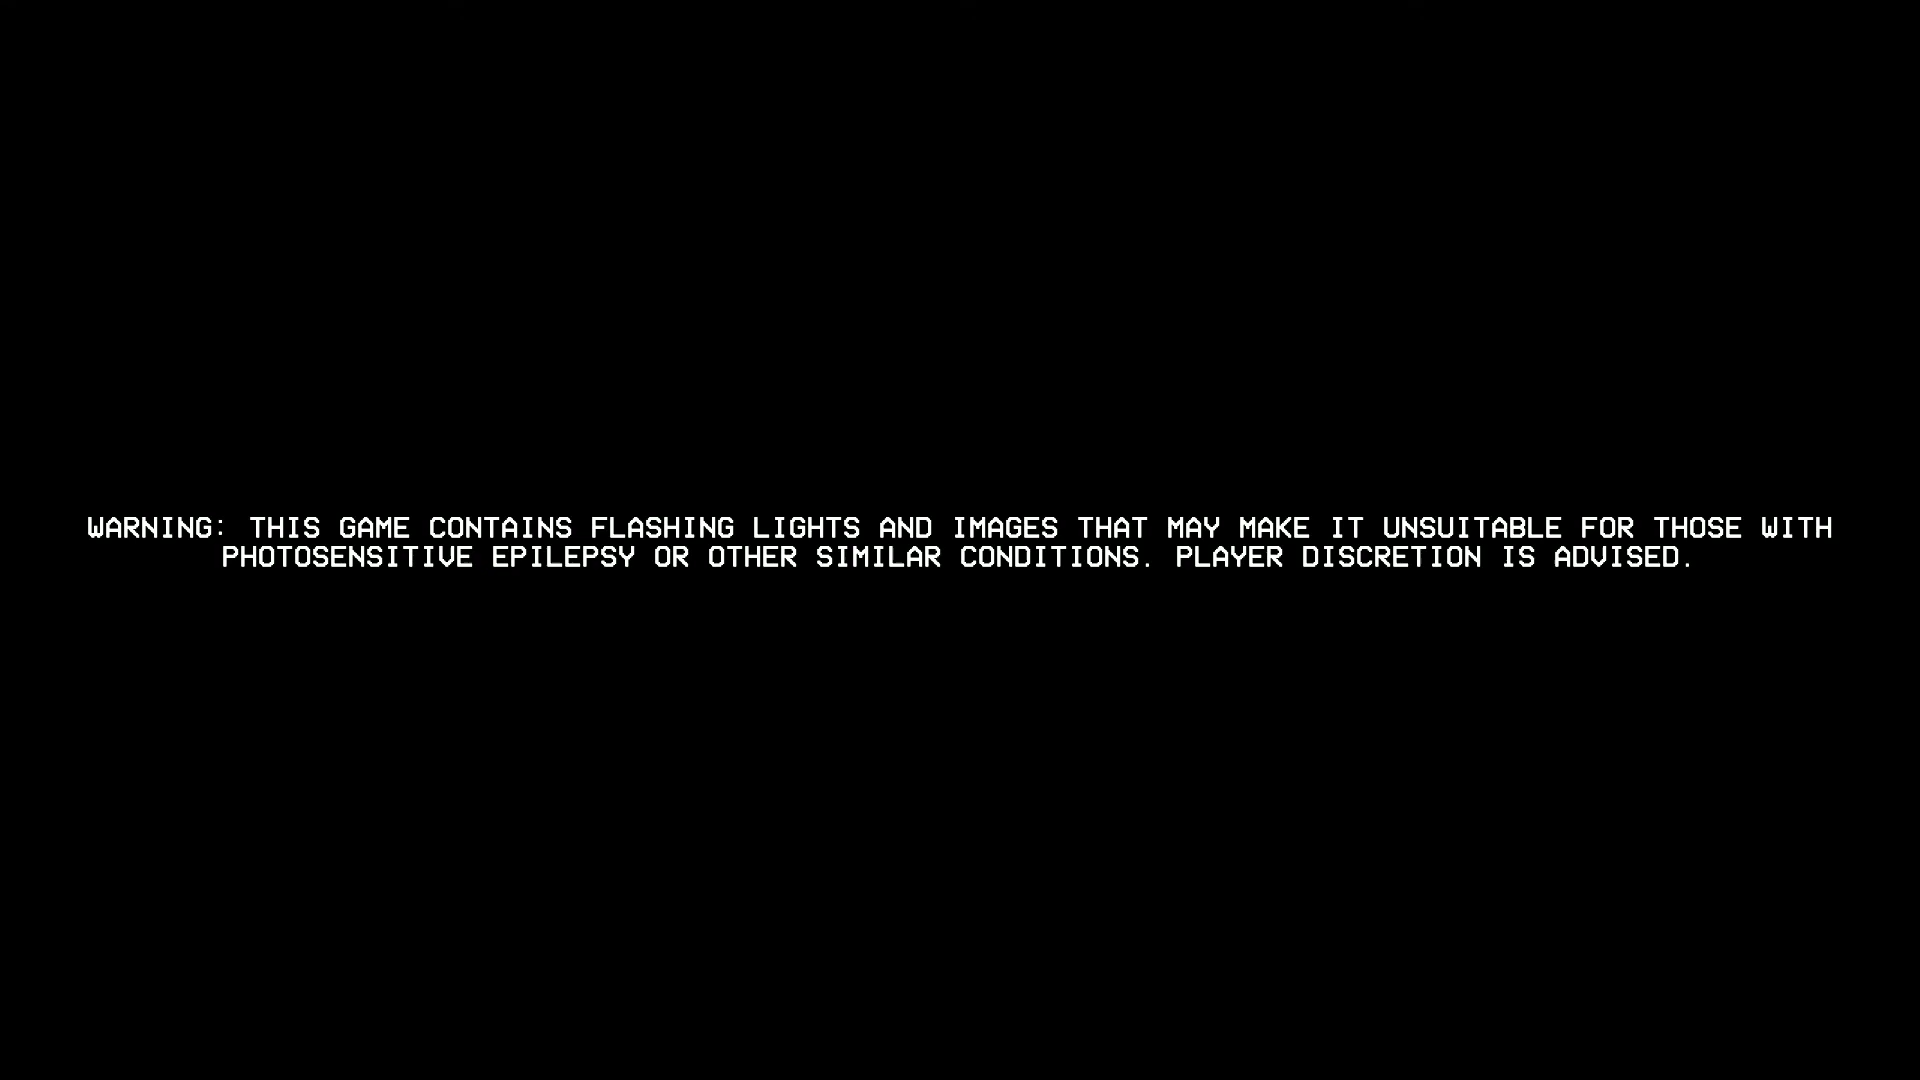 WARNING: THIS GAME CONTAINS FLASHING LIGHTS AND IMAGES THAT MAY MAKE IT UNSUITABLE FOR THOSE WITH
PHOTOSENSITIVE EPILEPSY OR OTHER SIMILAR CONDITIONS. PLAYER DISCRETION IS ADVISED.